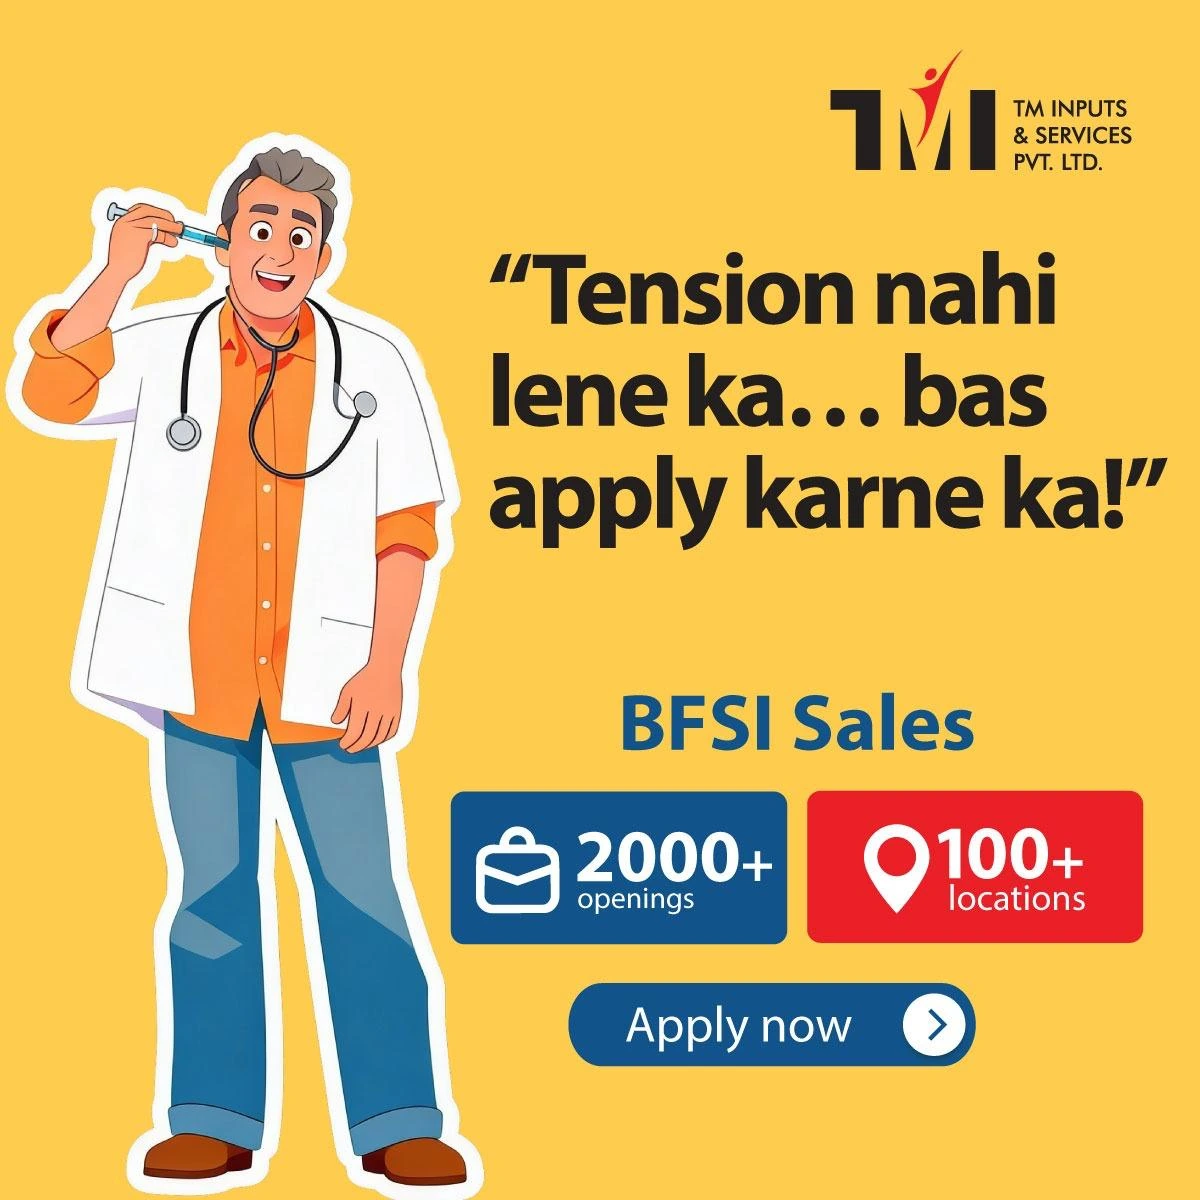 TMI
TM INPUTS
& SERVICES
PVT. LTD.
“Tension nahi
lene ka... bas
apply karne ka!”
BFSI Sales
2000+
openings
100+
locations
Apply now